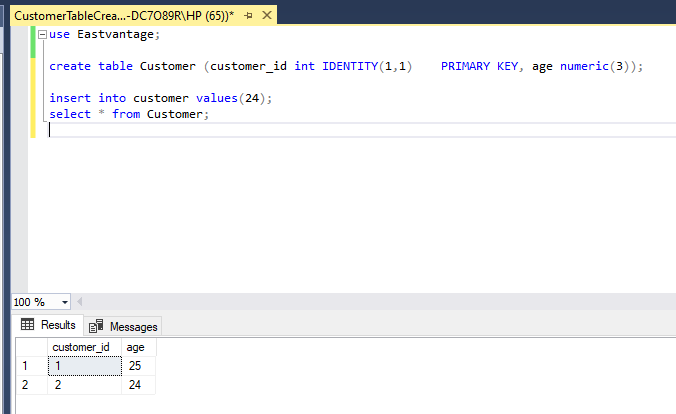 CustomerTableCrea...-DC7O89R\HP (65))*
use Eastvantage;
create table Customer (customer_id int IDENTITY(1,1)    PRIMARY KEY, age numeric(3));
insert into customer values(24);
select * from Customer;
100 %
Results Messages
customer_id age
1 1 25
2 2 24